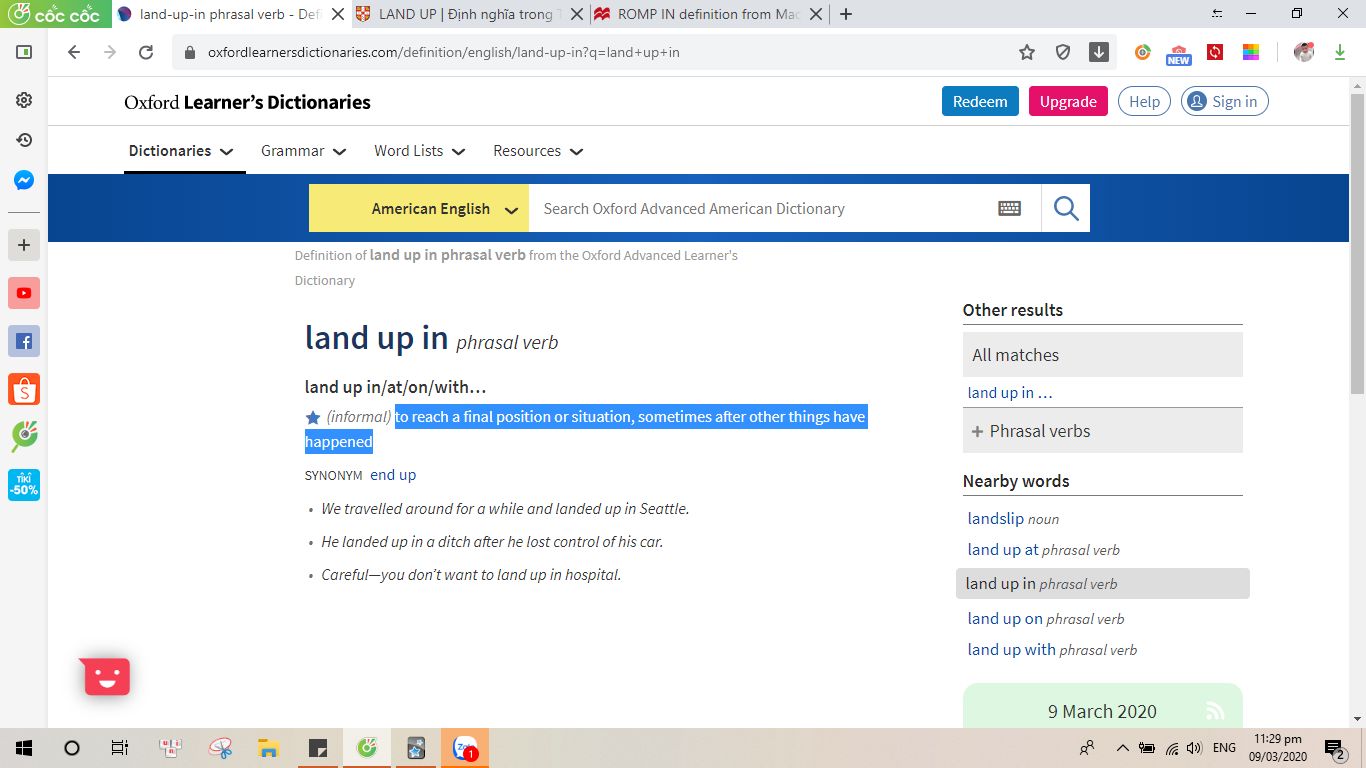 cốc cốc
land-up-in phrasal verb - Def
LAND UP | Định nghĩa trong T
ROMP IN definition from Mac
oxfordlearnersdictionaries.com/definition/english/land-up-in?q=land+up+in
NEW
Oxford Learner's Dictionaries
Redeem
Upgrade
Help
Sign in
Dictionaries
Grammar
Word Lists
Resources
American English
Search Oxford Advanced American Dictionary
Definition of land up in phrasal verb from the Oxford Advanced Learner's
Dictionary
land up in phrasal verb
land up in/at/on/with…
(informal) to reach a final position or situation, sometimes after other things have
happened
SYNONYM end up
• We travelled around for a while and landed up in Seattle.
• He landed up in a ditch after he lost control of his car.
• Careful—you don't want to land up in hospital.
Other results
All matches
land up in …
+ Phrasal verbs
Nearby words
landslip noun
land up at phrasal verb
land up in phrasal verb
land up on phrasal verb
land up with phrasal verb
9 March 2020
TIKI
-50%
1
ENG
11:29 pm
09/03/2020
2